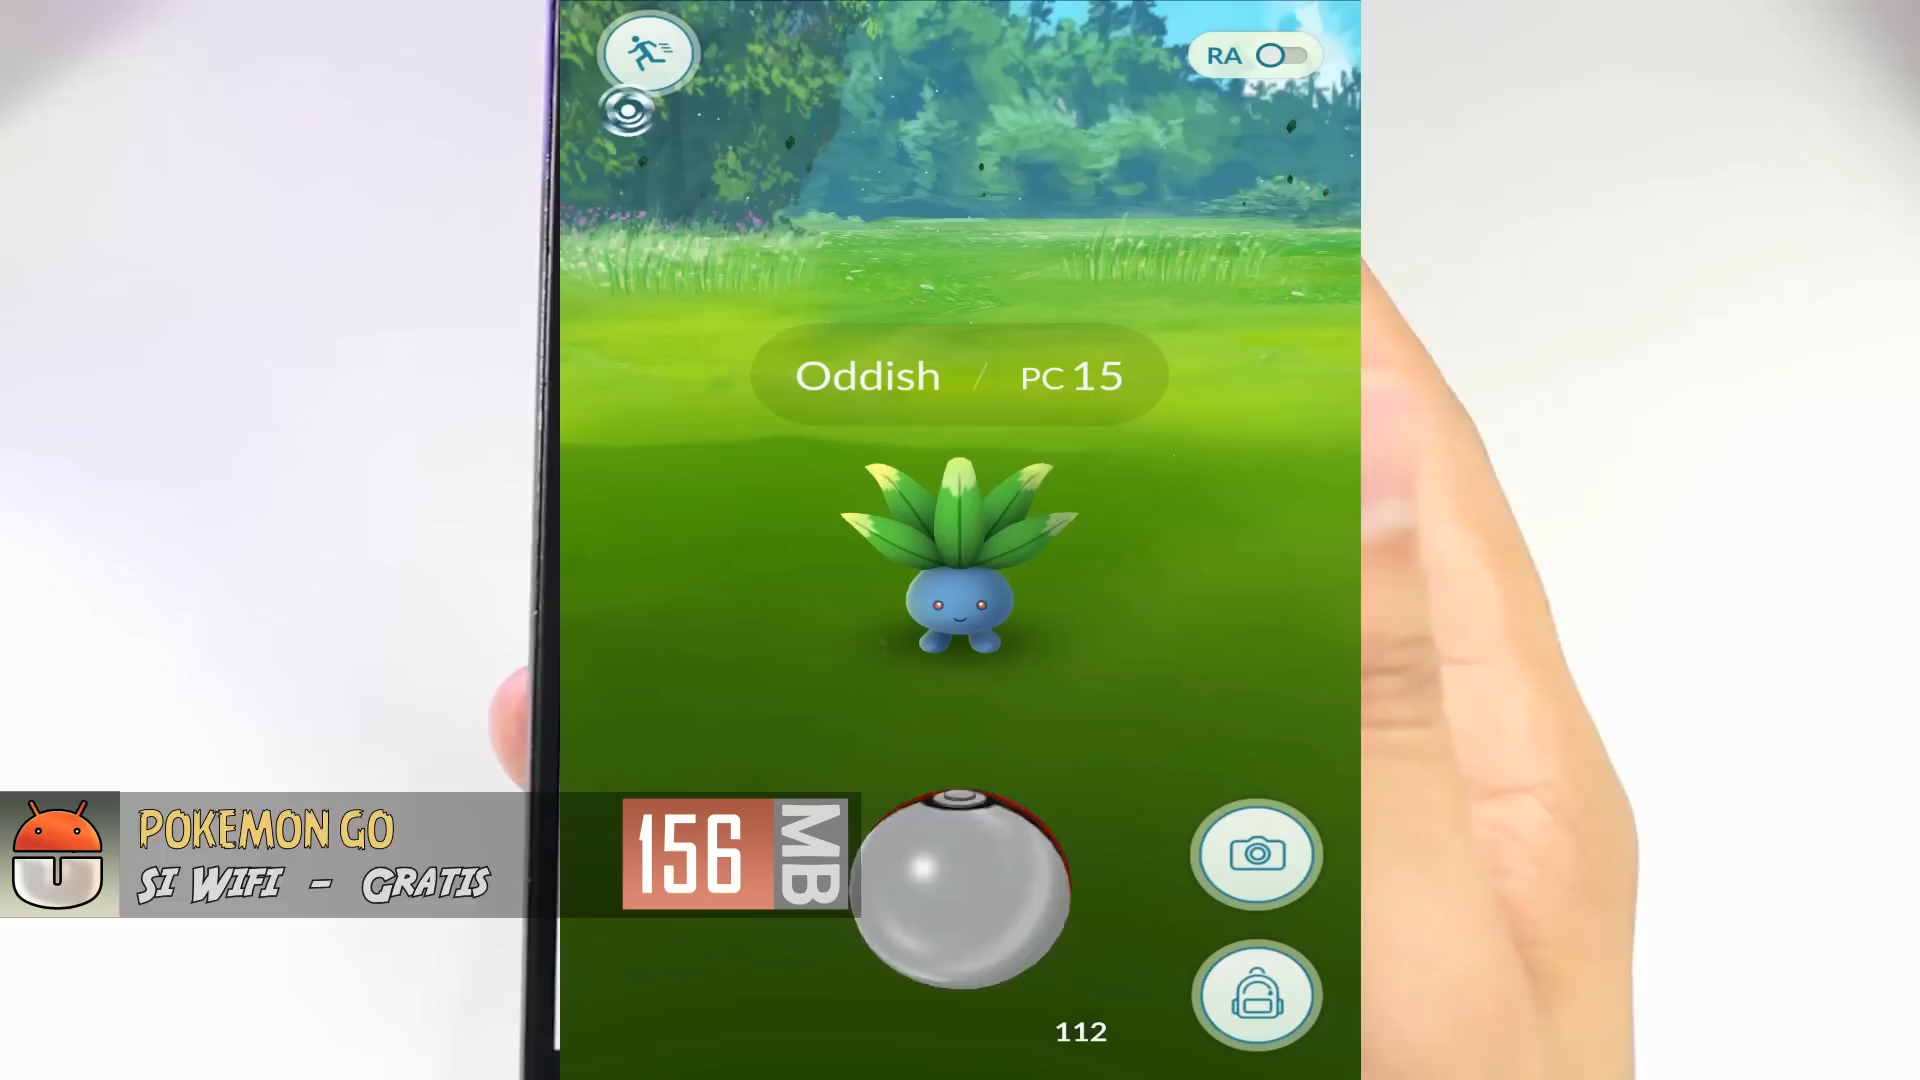 RA
Oddish / PC 15
POKEMON GO
SI WIFI - GRATIS
156 MB
112